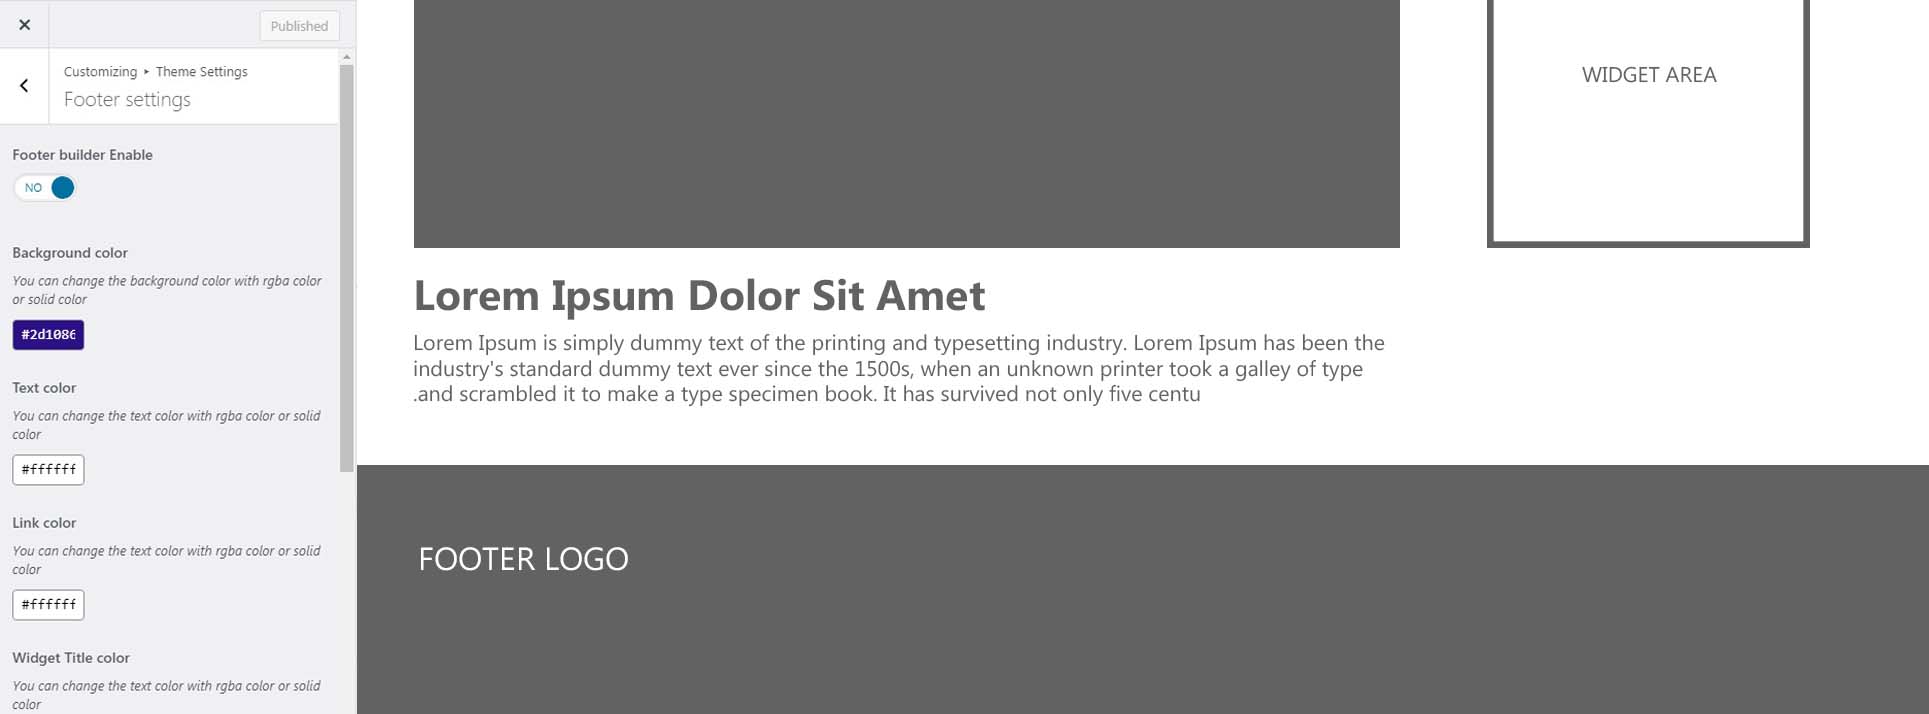 Published
Customizing ▸ Theme Settings
Footer settings
Footer builder Enable
NO
Background color
You can change the background color with rgba color
or solid color
#2d1086
Text color
You can change the text color with rgba color or solid
color
#ffffff
Link color
You can change the text color with rgba color or solid
color
#ffffff
Widget Title color
You can change the text color with rgba color or solid
color
WIDGET AREA
Lorem Ipsum Dolor Sit Amet
Lorem Ipsum is simply dummy text of the printing and typesetting industry. Lorem Ipsum has been the
industry's standard dummy text ever since the 1500s, when an unknown printer took a galley of type
.and scrambled it to make a type specimen book. It has survived not only five centu
FOOTER LOGO